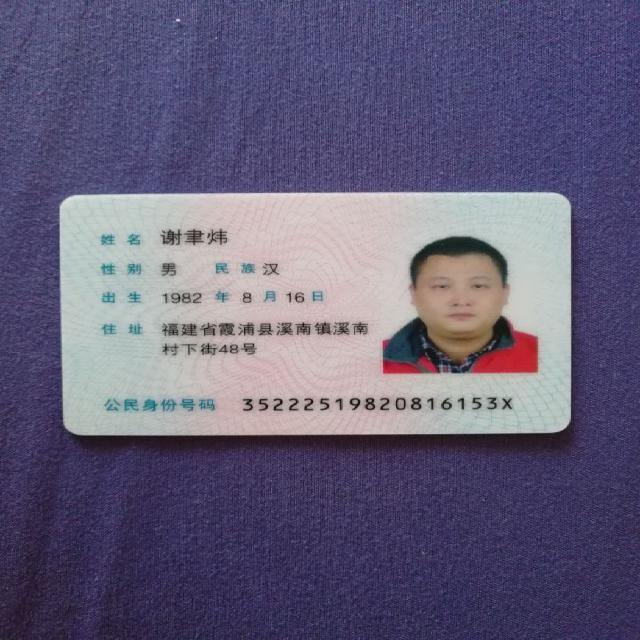 姓名 谢聿炜
性别 男 民族 汉
出生 1982 年 8 月 16 日
住址 福建省霞浦县溪南镇溪南
村下街48号
公民身份号码 35222519820816153X